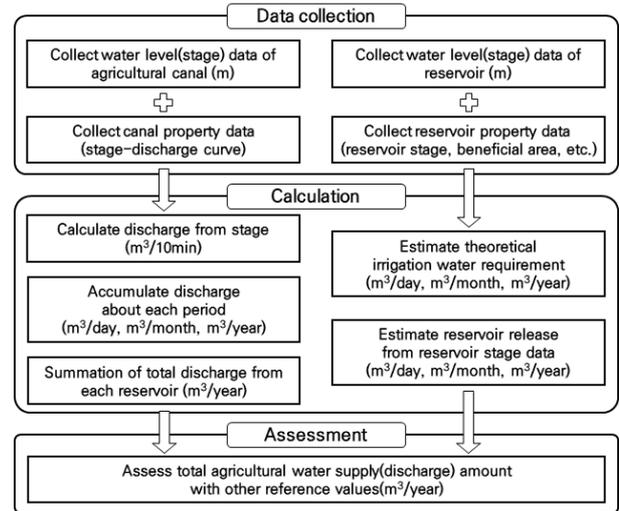 Data collection
Collect water level(stage) data of
agricultural canal (m)
Collect canal property data
(stage-discharge curve)
Collect water level(stage) data of
reservoir (m)
Collect reservoir property data
(reservoir stage, beneficial area, etc.)
Calculation
Calculate discharge from stage
(m³/10min)
Accumulate discharge
about each period
(m³/day, m³/month, m³/year)
Summation of total discharge from
each reservoir (m³/year)
Estimate theoretical
irrigation water requirement
(m³/day, m³/month, m³/year)
Estimate reservoir release
from reservoir stage data
(m³/day, m³/month, m³/year)
Assessment
Assess total agricultural water supply(discharge) amount
with other reference values(m³/year)